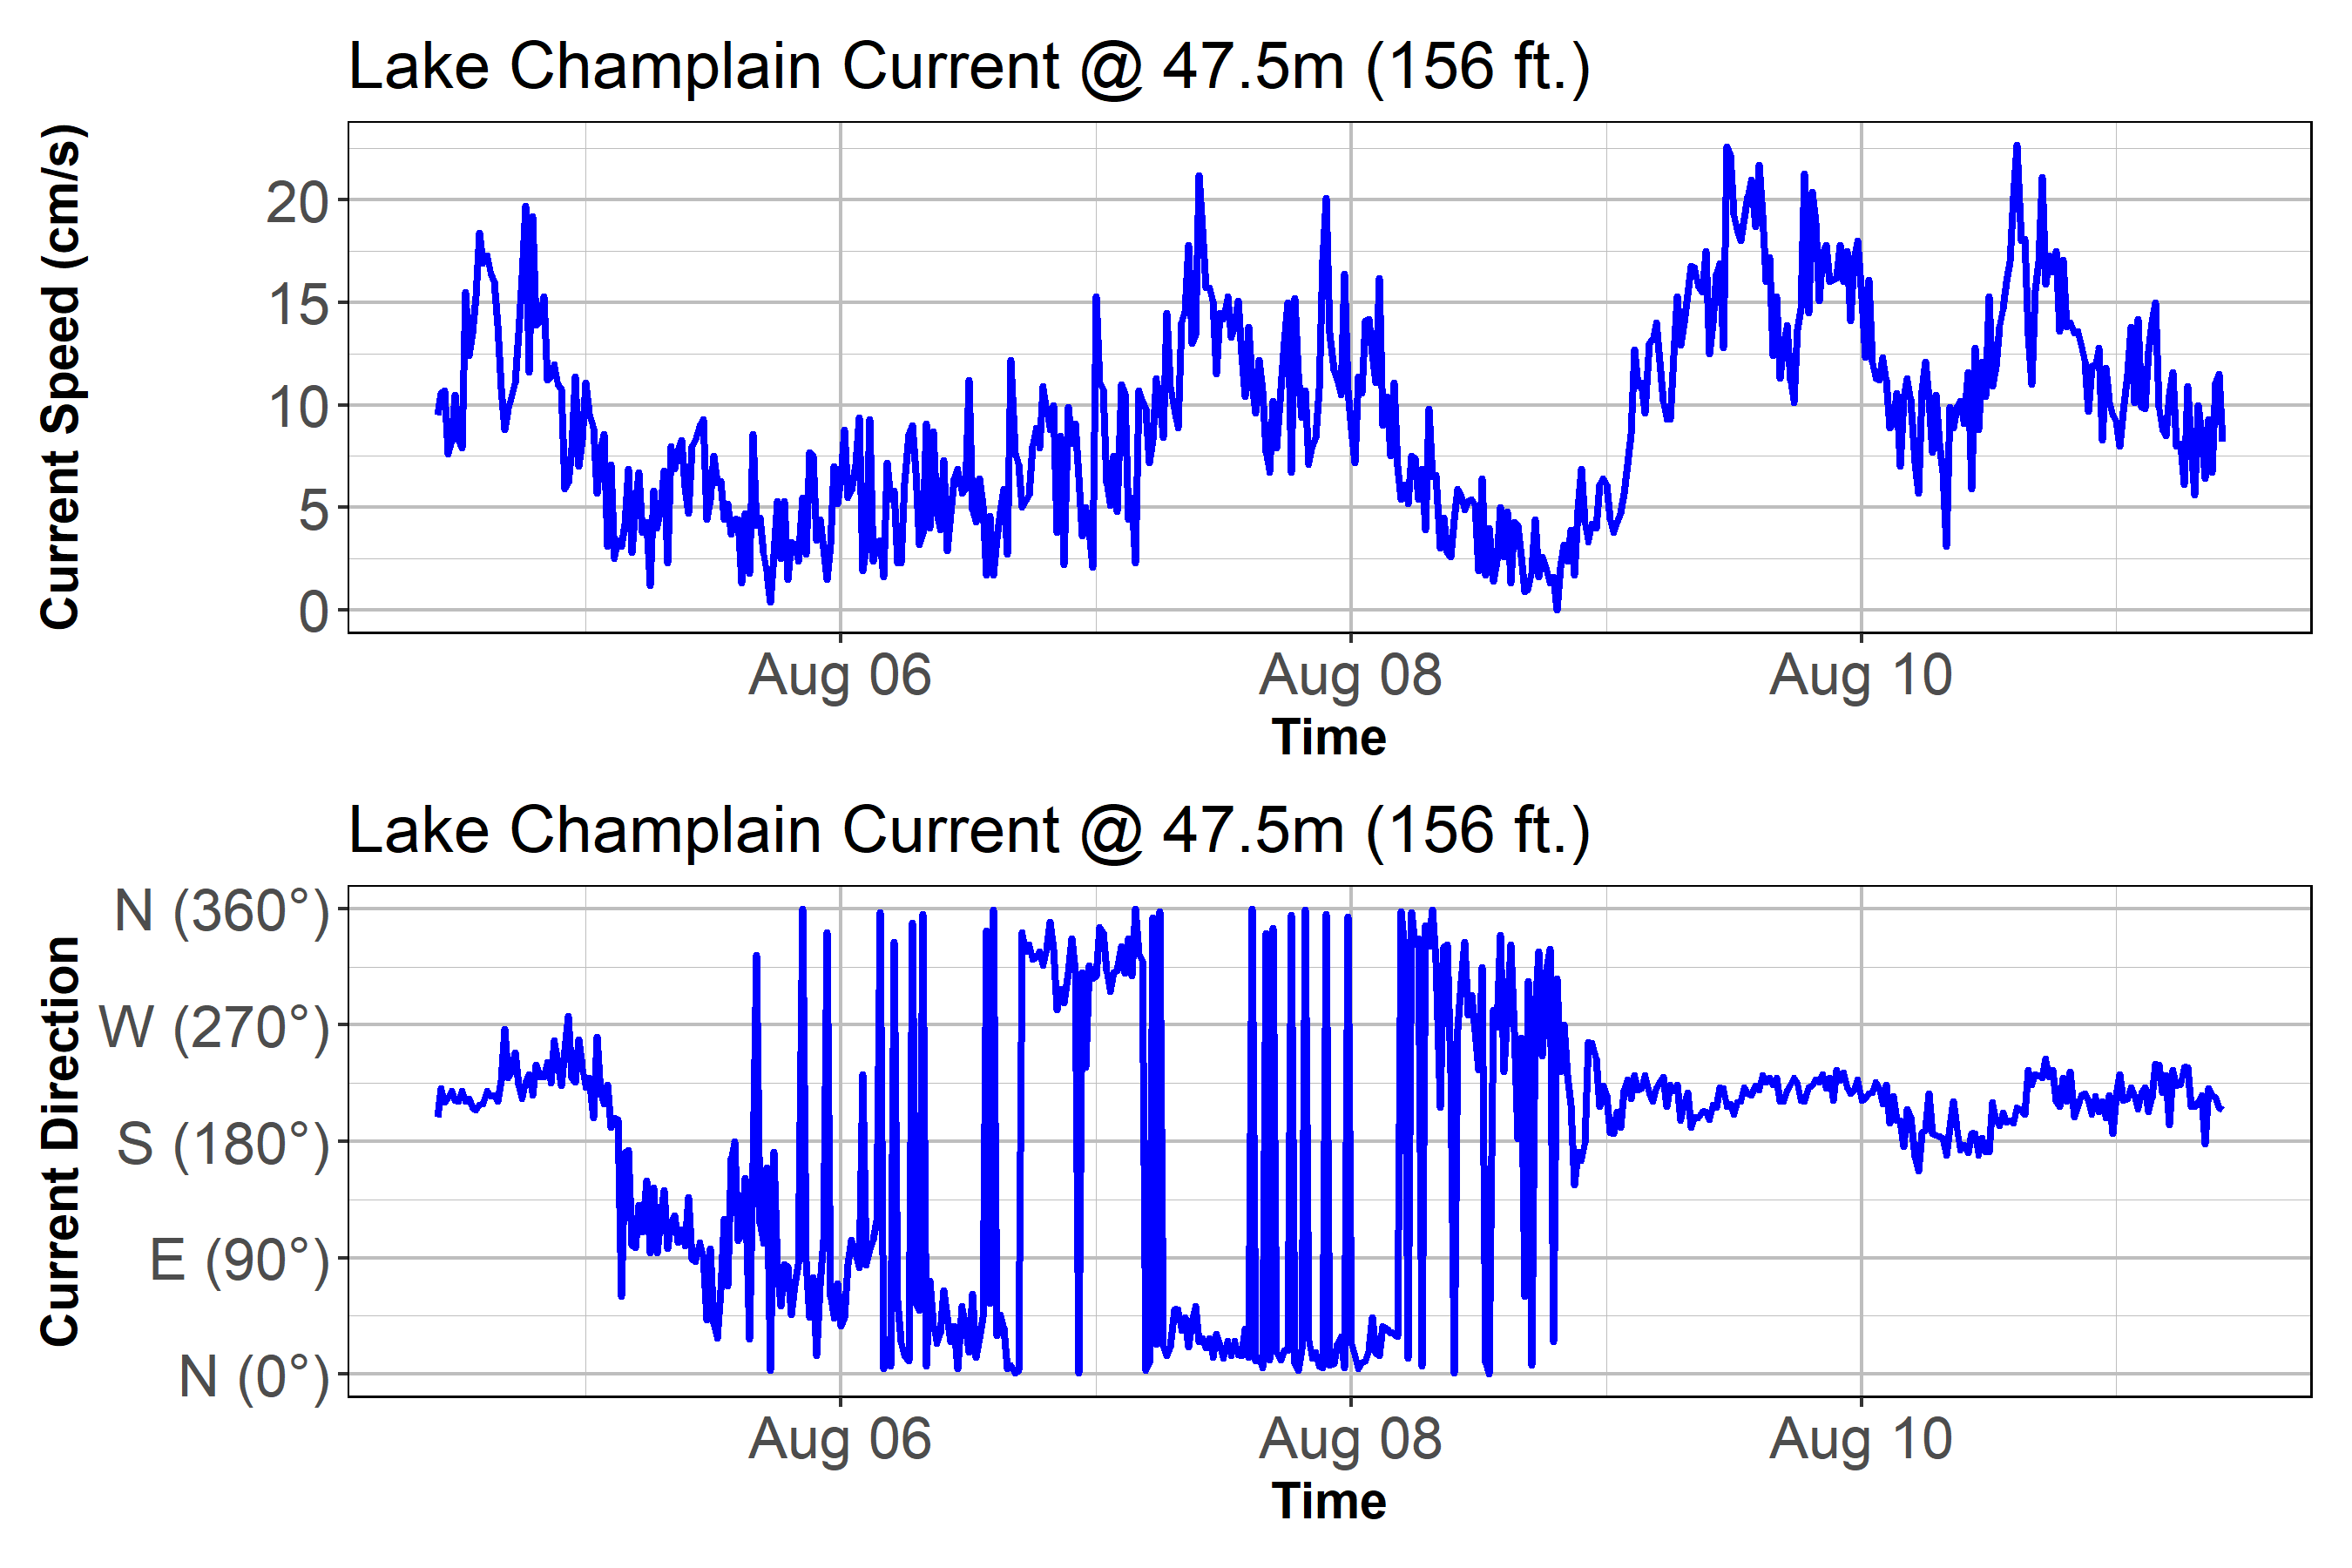 Lake Champlain Current @ 47.5m (156 ft.)
Current Speed (cm/s)
20
15
10
5
0
Aug 06 Aug 08 Aug 10
Time
Lake Champlain Current @ 47.5m (156 ft.)
Current Direction
N (360°)
W (270°)
S (180°)
E (90°)
N (0°)
Aug 06 Aug 08 Aug 10
Time